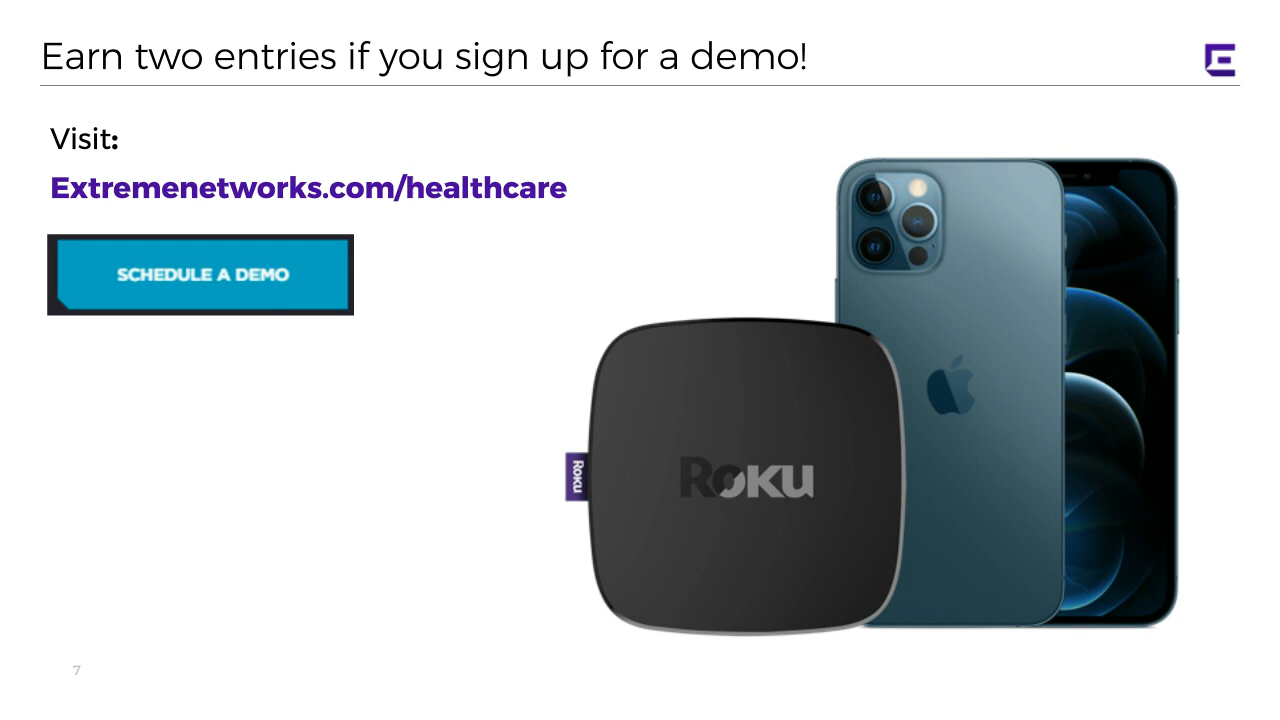 Earn two entries if you sign up for a demo!
Visit:
Extremenetworks.com/healthcare
SCHEDULE A DEMO
ROKU
ROKU
7